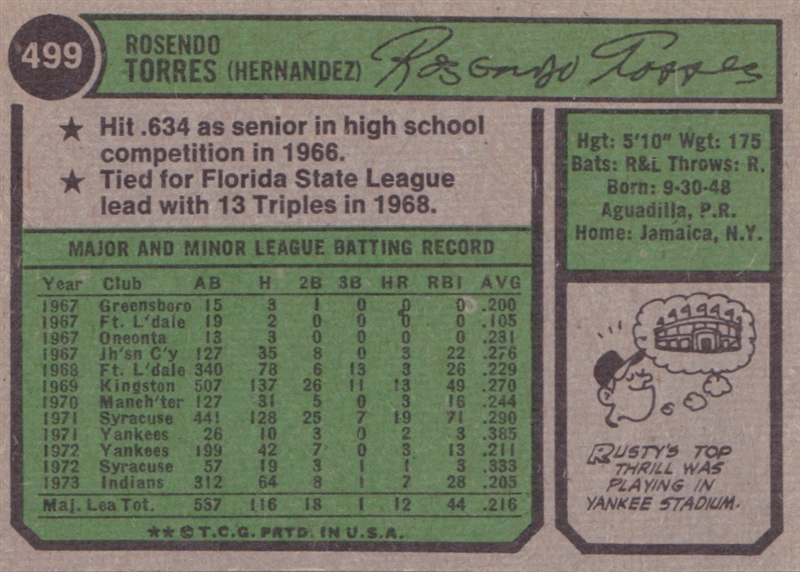 499
ROSENDO
TORRES (HERNANDEZ)
Rosendo Torres
★ Hit .634 as senior in high school
competition in 1966.
★ Tied for Florida State League
lead with 13 Triples in 1968.
Hgt: 5'10" Wgt: 175
Bats: R&L Throws: R.
Born: 9-30-48
Aguadilla, P.R.
Home: Jamaica, N.Y.
MAJOR AND MINOR LEAGUE BATTING RECORD
Year Club AB H 2B 3B HR RBI AVG
1967 Greensboro 15 3 1 0 0 0 .200
1967 Ft. L'dale 19 2 0 0 0 0 .105
1967 Oneonta 13 3 0 0 0 0 .231
1967 Jh'sn C'y 127 35 8 0 3 22 .276
1968 Ft. L'dale 340 78 6 13 3 26 .229
1969 Kingston 507 137 26 11 13 49 .270
1970 Manch'ter 127 31 5 0 3 16 .244
1971 Syracuse 441 128 25 7 19 71 .290
1971 Yankees 26 10 3 0 2 3 .385
1972 Yankees 199 42 7 0 3 13 .211
1972 Syracuse 57 19 3 1 1 3 .333
1973 Indians 312 64 8 1 7 28 .205
Maj. Lea Tot. 537 116 18 1 12 44 .216
★★ © T.C.G. PRTD. IN U.S.A.
RUSTY'S TOP
THRILL WAS
PLAYING IN
YANKEE STADIUM.